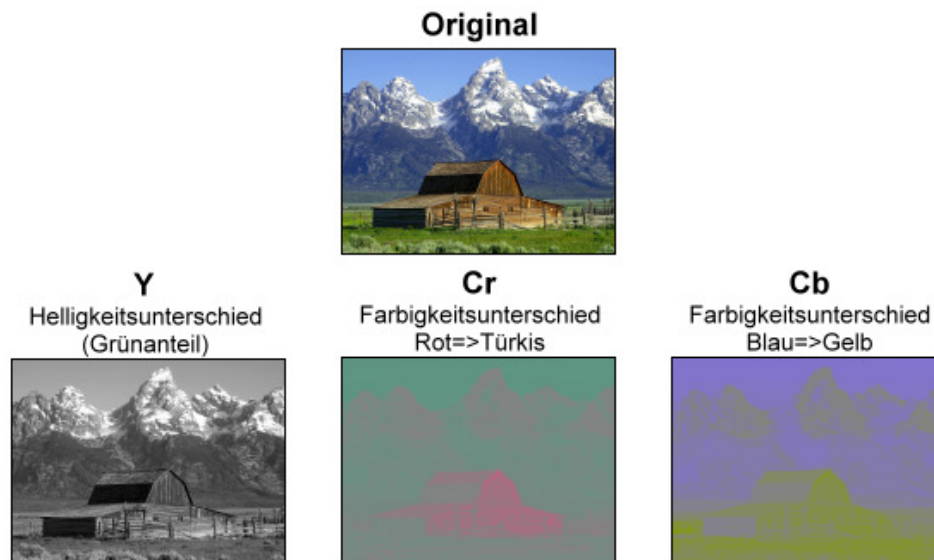 Original
Y
Helligkeitsunterschied
(Grünanteil)
Cr
Farbigkeitsunterschied
Rot=>Türkis
Cb
Farbigkeitsunterschied
Blau=>Gelb